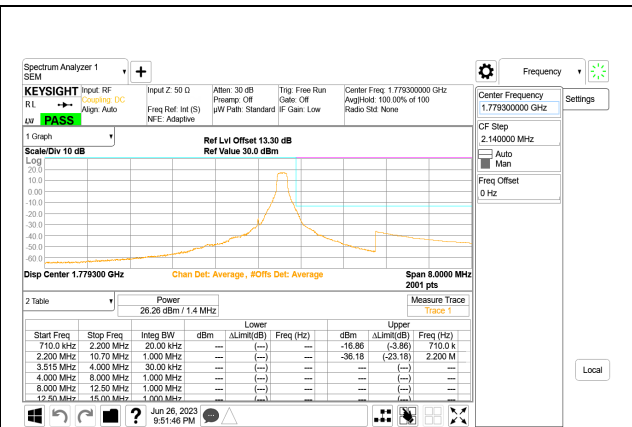 Spectrum Analyzer 1
SEM
Frequency
KEYSIGHT
Input: RF
Coupling: DC
Align: Auto
Input Z: 50 Ω
Freq Ref: Int (S)
NFE: Adaptive
Atten: 30 dB
Preamp: Off
µW Path: Standard
Trig: Free Run
Gate: Off
IF Gain: Low
Center Freq: 1.779300000 GHz
Avg|Hold: 100.00% of 100
Radio Std: None
RL
LXI PASS
Center Frequency
1.779300000 GHz
Settings
CF Step
2.140000 MHz
Auto
Man
Freq Offset
0 Hz
1 Graph
Scale/Div 10 dB
Ref Lvl Offset 13.30 dB
Ref Value 30.0 dBm
Log
20.0
10.0
0.00
-10.0
-20.0
-30.0
-40.0
-50.0
-60.0
Disp Center 1.779300 GHz
Chan Det: Average , #Offs Det: Average
Span 8.0000 MHz
2001 pts
2 Table
Power
26.26 dBm / 1.4 MHz
Measure Trace
Trace 1
Lower Upper
Start Freq Stop Freq Integ BW dBm ΔLimit(dB) Freq (Hz) dBm ΔLimit(dB) Freq (Hz)
710.0 kHz 2.200 MHz 20.00 kHz --- (---) --- -16.86 (-3.86) 710.0 k
2.200 MHz 10.70 MHz 1.000 MHz --- (---) --- -36.18 (-23.18) 2.200 M
3.515 MHz 4.000 MHz 30.00 kHz --- (---) --- --- (---) ---
4.000 MHz 8.000 MHz 1.000 MHz --- (---) --- --- (---) ---
8.000 MHz 12.50 MHz 1.000 MHz --- (---) --- --- (---) ---
12.50 MHz 15.00 MHz 1.000 MHz --- (---) --- --- (---) ---
Local
?
Jun 26, 2023
9:51:46 PM